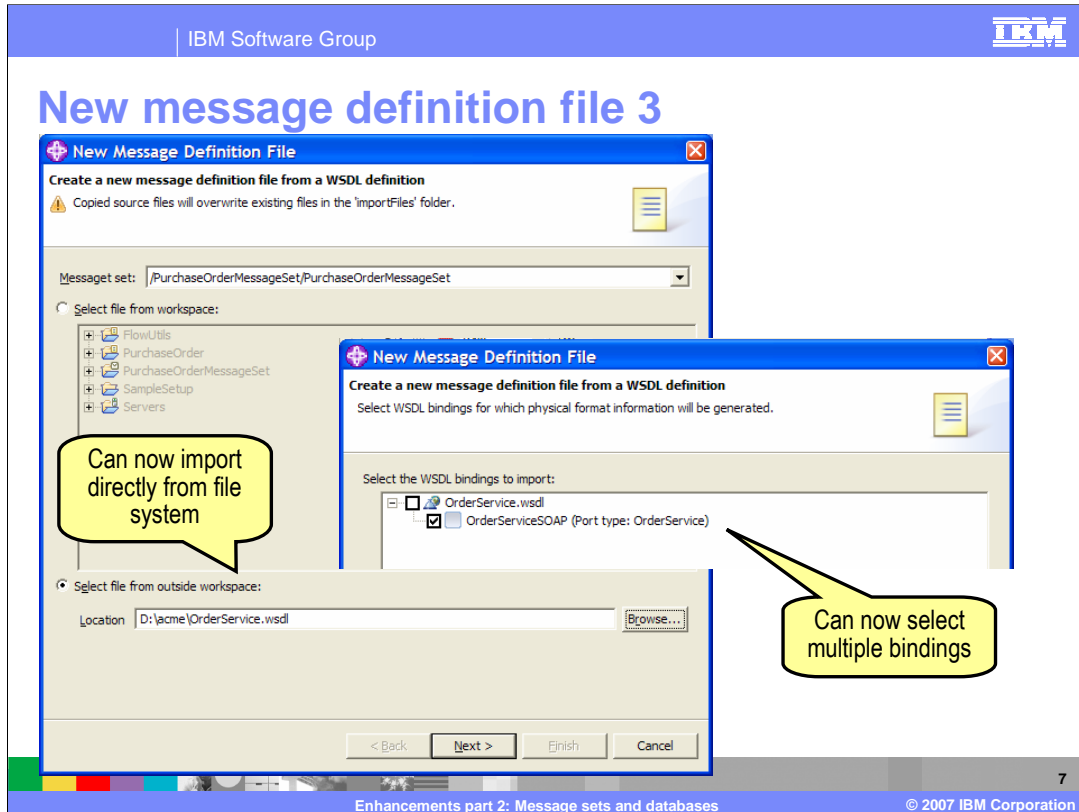 IBM Software Group
IBM
New message definition file 3
New Message Definition File
Create a new message definition file from a WSDL definition
Copied source files will overwrite existing files in the 'importFiles' folder.
Messaget set: /PurchaseOrderMessageSet/PurchaseOrderMessageSet
Select file from workspace:
FlowUtils
PurchaseOrder
PurchaseOrderMessageSet
SampleSetup
Servers
Can now import
directly from file
system
New Message Definition File
Create a new message definition file from a WSDL definition
Select WSDL bindings for which physical format information will be generated.
Select the WSDL bindings to import:
OrderService.wsdl
OrderServiceSOAP (Port type: OrderService)
Can now select
multiple bindings
Select file from outside workspace:
Location D:\acme\OrderService.wsdl Browse...
< Back Next > Finish Cancel
7
Enhancements part 2: Message sets and databases
© 2007 IBM Corporation